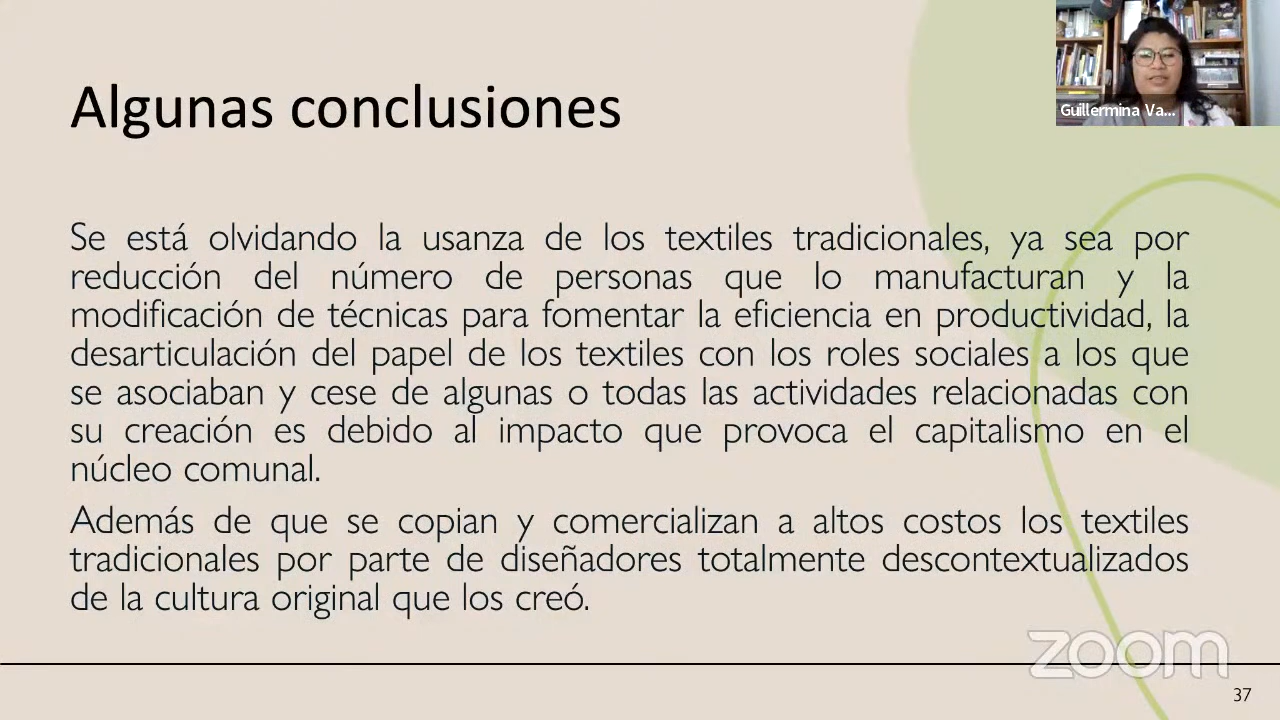 Algunas conclusiones
Guillermina Va...
Se está olvidando la usanza de los textiles tradicionales, ya sea por
reducción del número de personas que lo manufacturan y la
modificación de técnicas para fomentar la eficiencia en productividad, la
desarticulación del papel de los textiles con los roles sociales a los que
se asociaban y cese de algunas o todas las actividades relacionadas con
su creación es debido al impacto que provoca el capitalismo en el
núcleo comunal.
Además de que se copian y comercializan a altos costos los textiles
tradicionales por parte de diseñadores totalmente descontextualizados
de la cultura original que los creó.
zoom
37